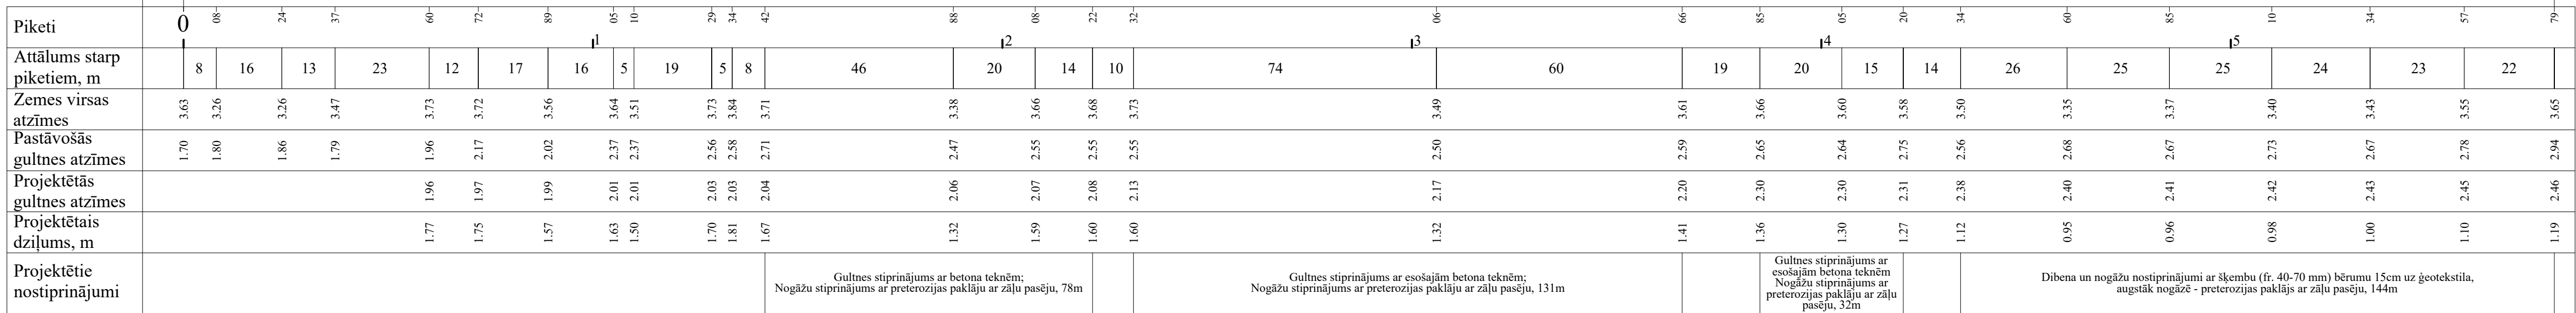 Piketi 0 08 24 37 60 72 89 05 10 29 34 42 88 08 22 32 06 66 85 05 20 34 60 85 10 34 57 79
1 2 3 4 5
Attālums starp
piketiem, m 8 16 13 23 12 17 16 5 19 5 8 46 20 14 10 74 60 19 20 15 14 26 25 25 24 23 22
Zemes virsas
atzīmes 3.63 3.26 3.26 3.47 3.73 3.72 3.56 3.64 3.51 3.73 3.84 3.71 3.38 3.66 3.68 3.73 3.49 3.61 3.66 3.60 3.58 3.50 3.35 3.37 3.40 3.43 3.55 3.65
Pastāvošās
gultnes atzīmes 1.70 1.80 1.86 1.79 1.96 2.17 2.02 2.37 2.37 2.56 2.58 2.71 2.47 2.55 2.55 2.55 2.50 2.59 2.65 2.64 2.75 2.56 2.68 2.67 2.73 2.67 2.78 2.94
Projektētās
gultnes atzīmes 1.96 1.97 1.99 2.01 2.01 2.03 2.03 2.04 2.06 2.07 2.08 2.13 2.17 2.20 2.30 2.30 2.31 2.38 2.40 2.41 2.42 2.43 2.45 2.46
Projektētais
dziļums, m 1.77 1.75 1.57 1.63 1.50 1.70 1.81 1.67 1.32 1.59 1.60 1.60 1.32 1.41 1.36 1.30 1.27 1.12 0.95 0.96 0.98 1.00 1.10 1.19
Projektētie
nostiprinājumi
Gultnes stiprinājums ar betona teknēm;
Nogāžu stiprinājums ar preterozijas paklāju ar zāļu pasēju, 78m
Gultnes stiprinājums ar esošajām betona teknēm;
Nogāžu stiprinājums ar preterozijas paklāju ar zāļu pasēju, 131m
Gultnes stiprinājums ar
esošajām betona teknēm
Nogāžu stiprinājums ar
preterozijas paklāju ar zāļu
pasēju, 32m
Dibena un nogāžu nostiprinājumi ar šķembu (fr. 40-70 mm) bērumu 15cm uz ģeotekstila,
augstāk nogāzē - preterozijas paklājs ar zāļu pasēju, 144m